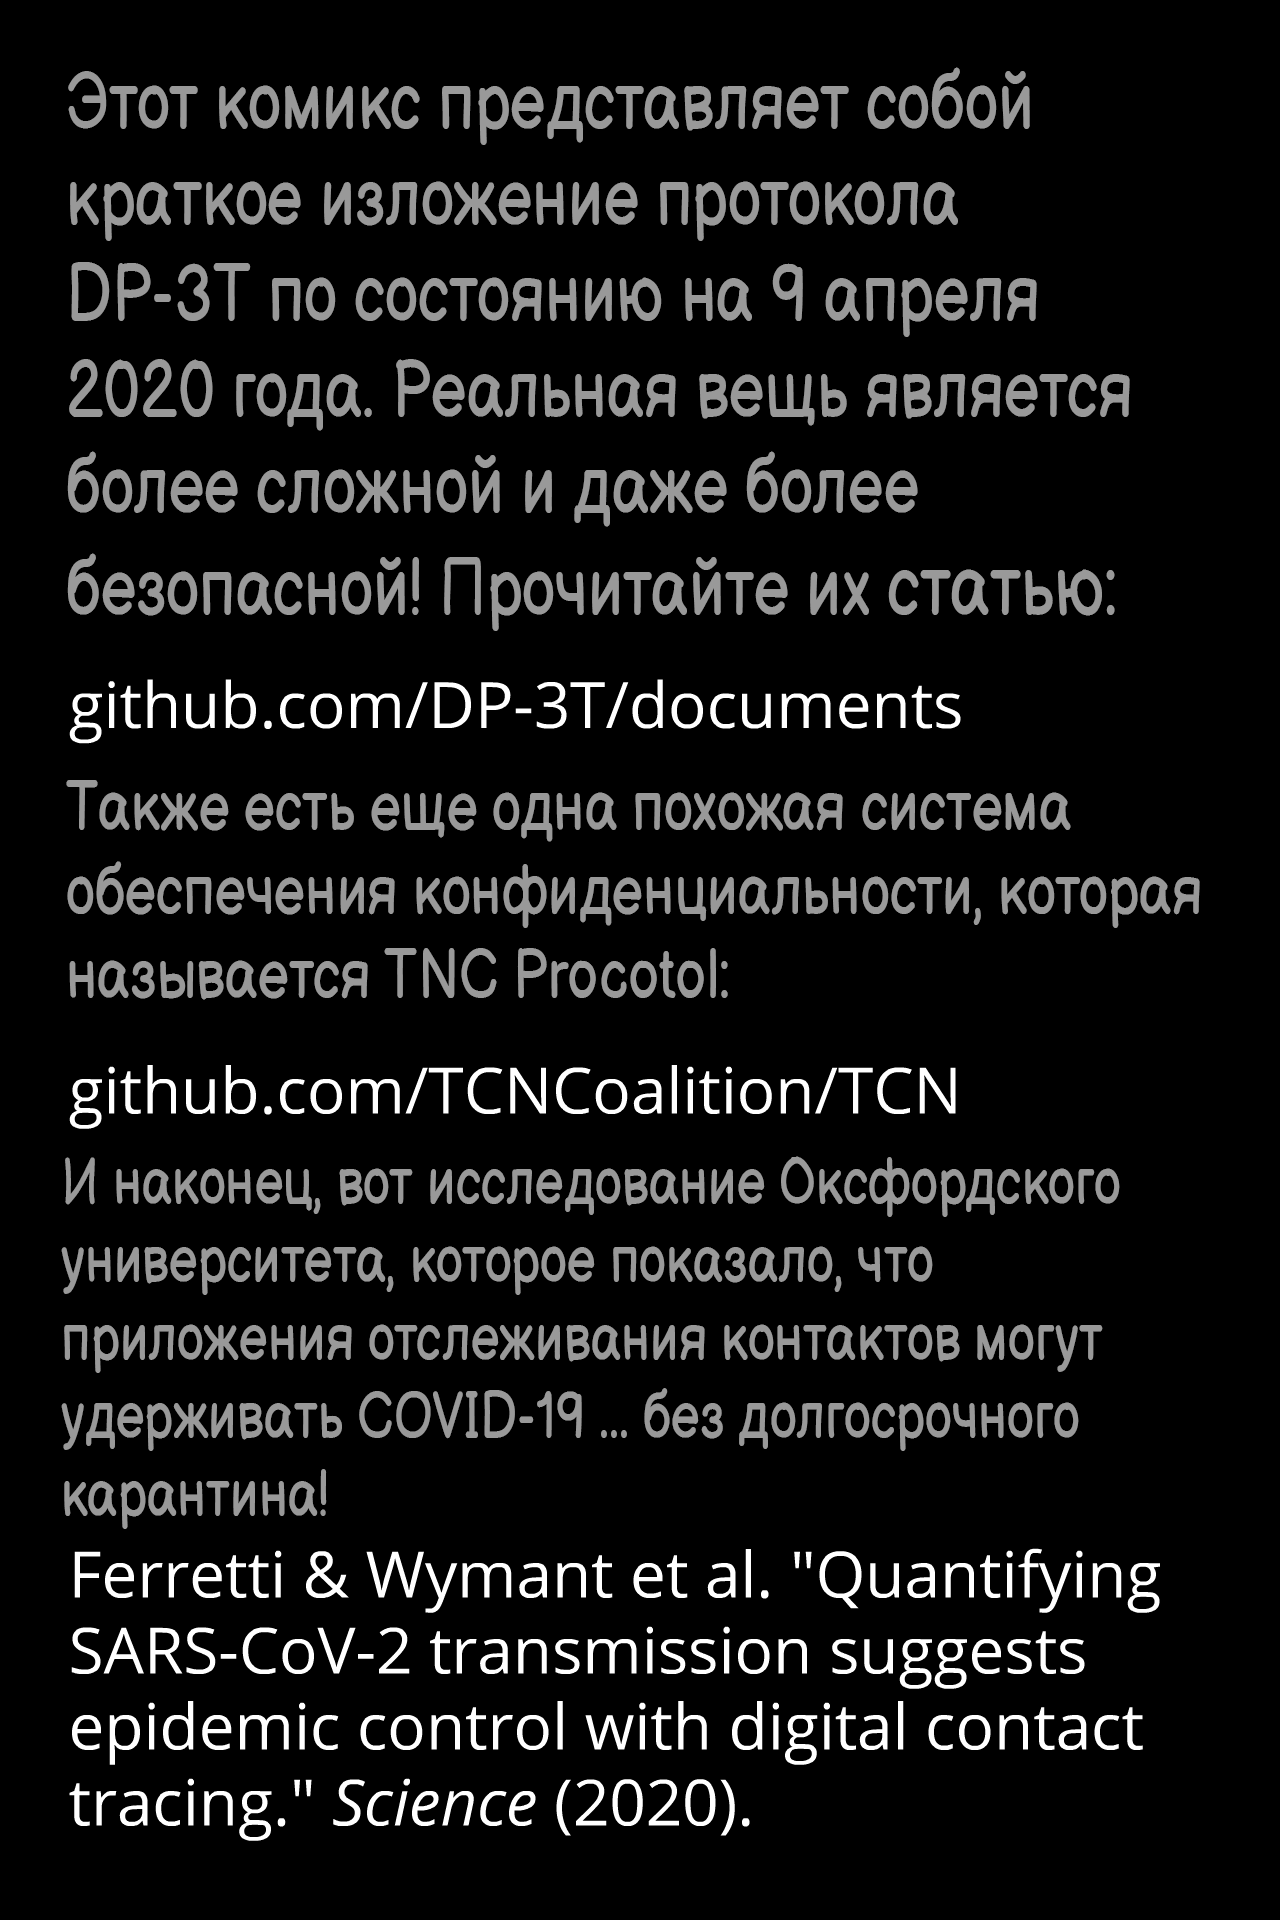 Этот комикс представляет собой
краткое изложение протокола
DP-3T по состоянию на 9 апреля
2020 года. Реальная вещь является
более сложной и даже более
безопасной! Прочитайте их статью:
github.com/DP-3T/documents
Также есть еще одна похожая система
обеспечения конфиденциальности, которая
называется TNC Procotol:
github.com/TCNCoalition/TCN
И наконец, вот исследование Оксфордского
университета, которое показало, что
приложения отслеживания контактов могут
удерживать COVID-19 ... без долгосрочного
карантина!
Ferretti & Wymant et al. "Quantifying
SARS-CoV-2 transmission suggests
epidemic control with digital contact
tracing." Science (2020).